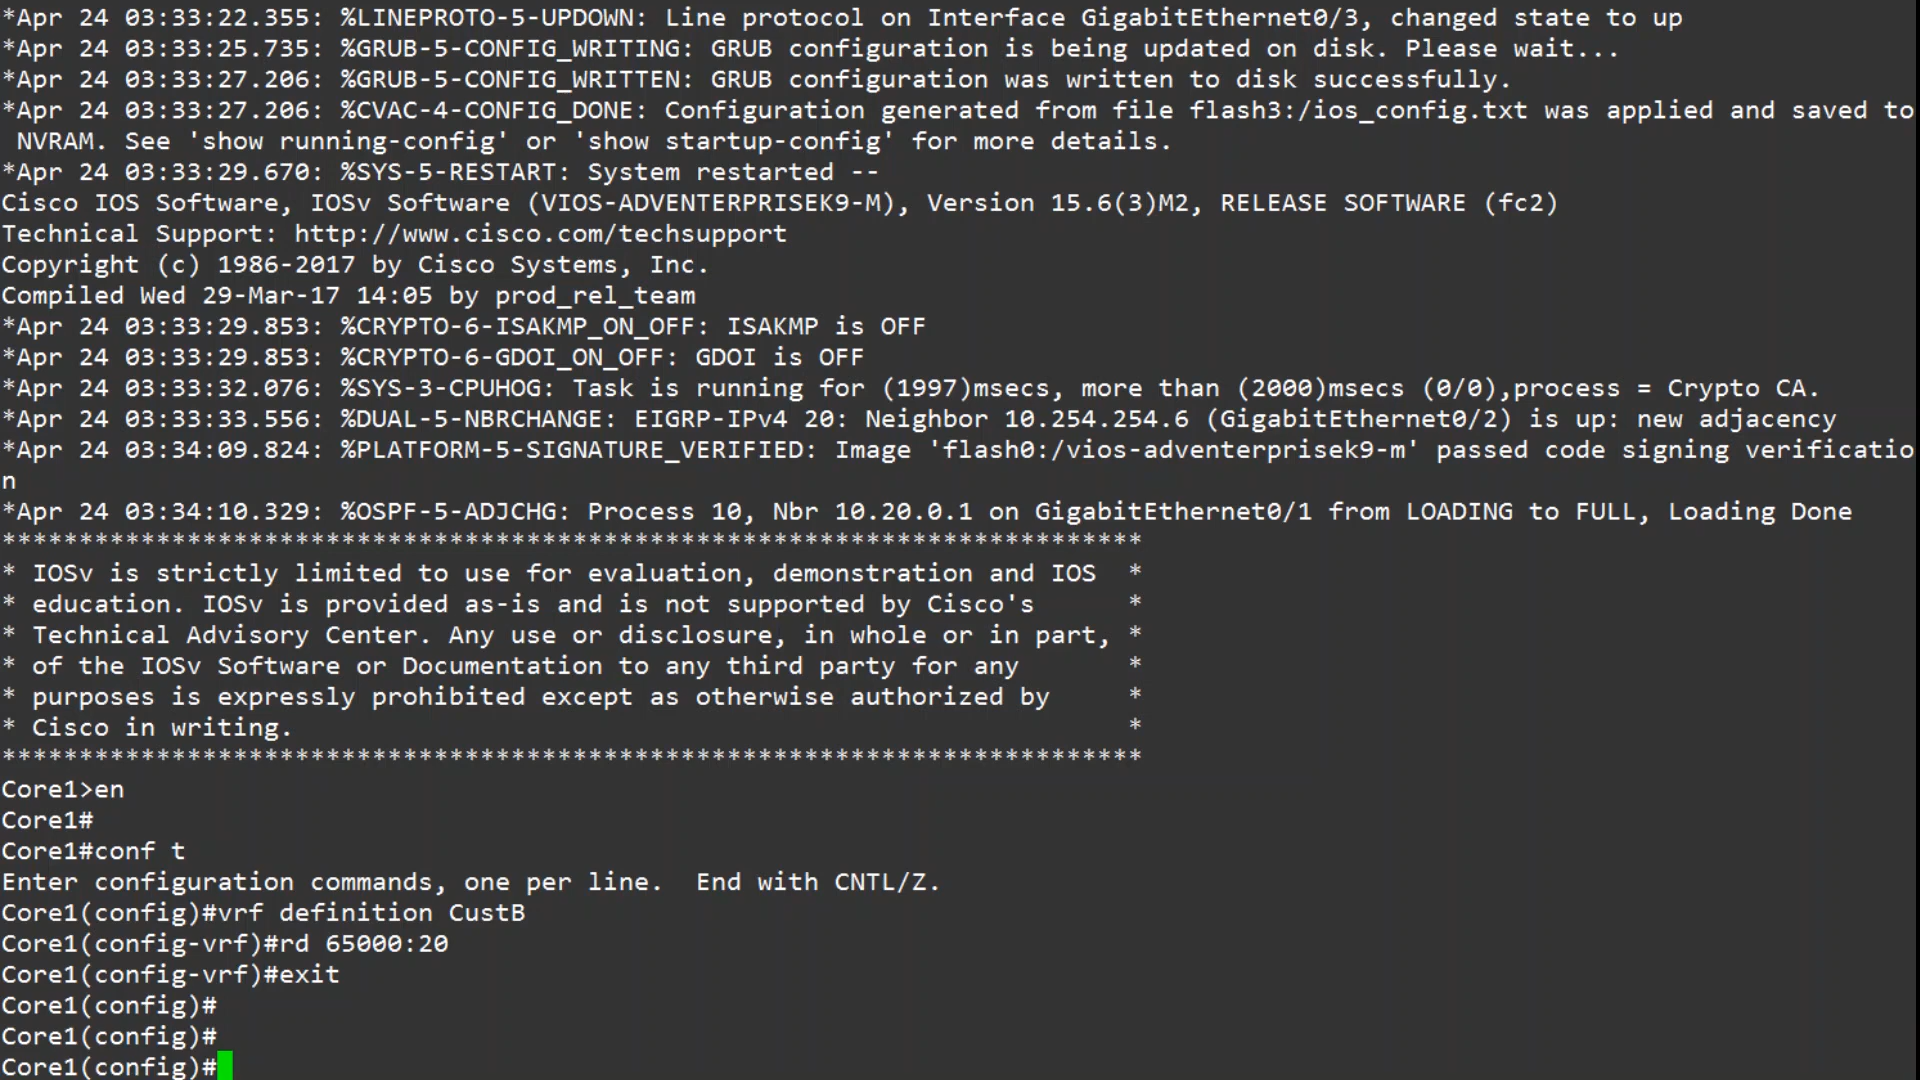 *Apr 24 03:33:22.355: %LINEPROTO-5-UPDOWN: Line protocol on Interface GigabitEthernet0/3, changed state to up
*Apr 24 03:33:25.735: %GRUB-5-CONFIG_WRITING: GRUB configuration is being updated on disk. Please wait...
*Apr 24 03:33:27.206: %GRUB-5-CONFIG_WRITTEN: GRUB configuration was written to disk successfully.
*Apr 24 03:33:27.206: %CVAC-4-CONFIG_DONE: Configuration generated from file flash3:/ios_config.txt was applied and saved to
 NVRAM. See 'show running-config' or 'show startup-config' for more details.
*Apr 24 03:33:29.670: %SYS-5-RESTART: System restarted --
Cisco IOS Software, IOSv Software (VIOS-ADVENTERPRISEK9-M), Version 15.6(3)M2, RELEASE SOFTWARE (fc2)
Technical Support: http://www.cisco.com/techsupport
Copyright (c) 1986-2017 by Cisco Systems, Inc.
Compiled Wed 29-Mar-17 14:05 by prod_rel_team
*Apr 24 03:33:29.853: %CRYPTO-6-ISAKMP_ON_OFF: ISAKMP is OFF
*Apr 24 03:33:29.853: %CRYPTO-6-GDOI_ON_OFF: GDOI is OFF
*Apr 24 03:33:32.076: %SYS-3-CPUHOG: Task is running for (1997)msecs, more than (2000)msecs (0/0),process = Crypto CA.
*Apr 24 03:33:33.556: %DUAL-5-NBRCHANGE: EIGRP-IPv4 20: Neighbor 10.254.254.6 (GigabitEthernet0/2) is up: new adjacency
*Apr 24 03:34:09.824: %PLATFORM-5-SIGNATURE_VERIFIED: Image 'flash0:/vios-adventerprisek9-m' passed code signing verificatio
n
*Apr 24 03:34:10.329: %OSPF-5-ADJCHG: Process 10, Nbr 10.20.0.1 on GigabitEthernet0/1 from LOADING to FULL, Loading Done
**************************************************************************
* IOSv is strictly limited to use for evaluation, demonstration and IOS  *
* education. IOSv is provided as-is and is not supported by Cisco's      *
* Technical Advisory Center. Any use or disclosure, in whole or in part, *
* of the IOSv Software or Documentation to any third party for any       *
* purposes is expressly prohibited except as otherwise authorized by     *
* Cisco in writing.                                                      *
**************************************************************************
Core1>en
Core1#
Core1#conf t
Enter configuration commands, one per line.  End with CNTL/Z.
Core1(config)#vrf definition CustB
Core1(config-vrf)#rd 65000:20
Core1(config-vrf)#exit
Core1(config)#
Core1(config)#
Core1(config)#